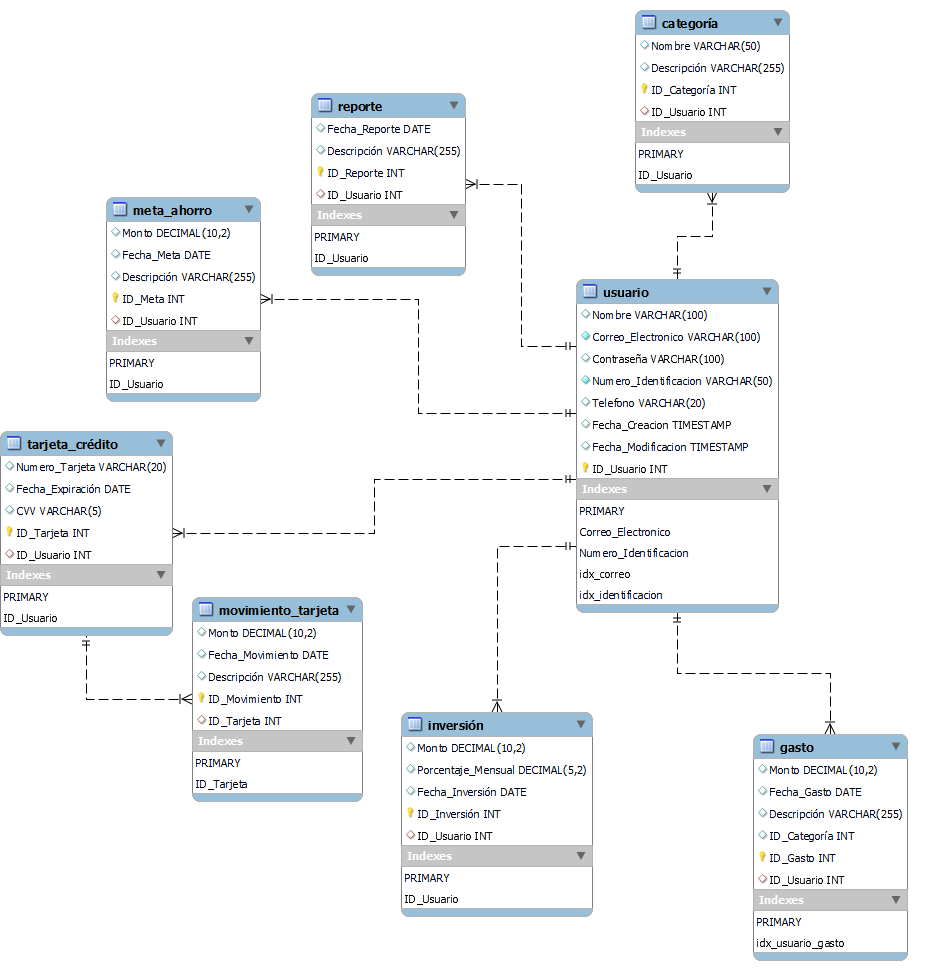 categoría
Nombre VARCHAR(50)
Descripción VARCHAR(255)
ID_Categoría INT
ID_Usuario INT
Indexes
PRIMARY
ID_Usuario
reporte
Fecha_Reporte DATE
Descripción VARCHAR(255)
ID_Reporte INT
ID_Usuario INT
Indexes
PRIMARY
ID_Usuario
meta_ahorro
Monto DECIMAL(10,2)
Fecha_Meta DATE
Descripción VARCHAR(255)
ID_Meta INT
ID_Usuario INT
Indexes
PRIMARY
ID_Usuario
usuario
Nombre VARCHAR(100)
Correo_Electronico VARCHAR(100)
Contraseña VARCHAR(100)
Numero_Identificacion VARCHAR(50)
Telefono VARCHAR(20)
Fecha_Creacion TIMESTAMP
Fecha_Modificacion TIMESTAMP
ID_Usuario INT
Indexes
PRIMARY
Correo_Electronico
Numero_Identificacion
idx_correo
idx_identificacion
tarjeta_crédito
Numero_Tarjeta VARCHAR(20)
Fecha_Expiración DATE
CVV VARCHAR(5)
ID_Tarjeta INT
ID_Usuario INT
Indexes
PRIMARY
ID_Usuario
movimiento_tarjeta
Monto DECIMAL(10,2)
Fecha_Movimiento DATE
Descripción VARCHAR(255)
ID_Movimiento INT
ID_Tarjeta INT
Indexes
PRIMARY
ID_Tarjeta
inversión
Monto DECIMAL(10,2)
Porcentaje_Mensual DECIMAL(5,2)
Fecha_Inversión DATE
ID_Inversión INT
ID_Usuario INT
Indexes
PRIMARY
ID_Usuario
gasto
Monto DECIMAL(10,2)
Fecha_Gasto DATE
Descripción VARCHAR(255)
ID_Categoría INT
ID_Gasto INT
ID_Usuario INT
Indexes
PRIMARY
idx_usuario_gasto